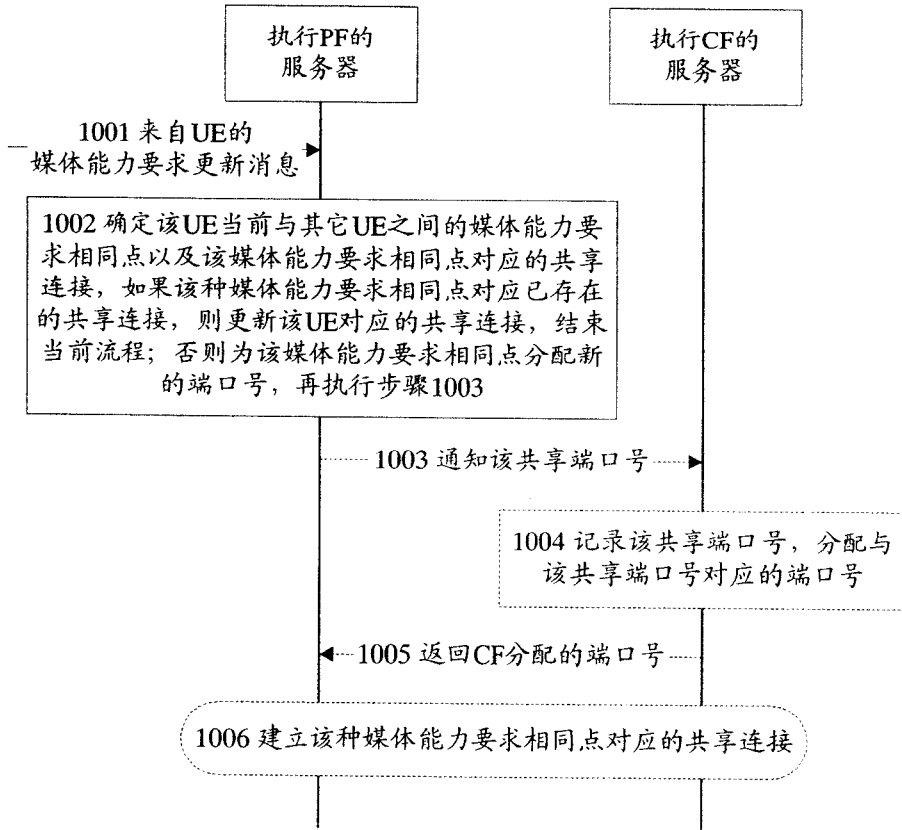 执行PF的
服务器
执行CF的
服务器
1001 来自UE的
媒体能力要求更新消息
1002 确定该UE当前与其它UE之间的媒体能力要
求相同点以及该媒体能力要求相同点对应的共享
连接，如果该种媒体能力要求相同点对应已存在
的共享连接，则更新该UE对应的共享连接，结束
当前流程；否则为该媒体能力要求相同点分配新
的端口号，再执行步骤1003
1003 通知该共享端口号
1004 记录该共享端口号，分配与
该共享端口号对应的端口号
1005 返回CF分配的端口号
1006 建立该种媒体能力要求相同点对应的共享连接